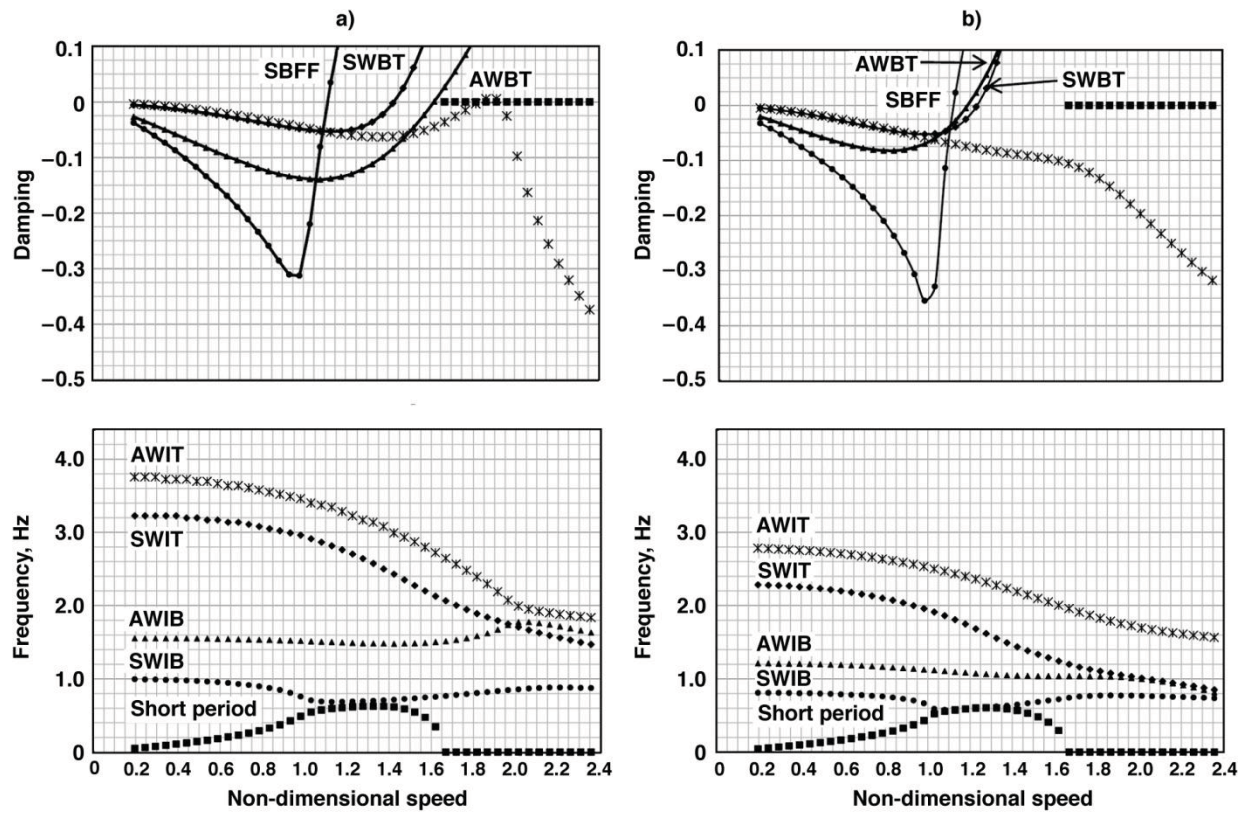 a)
0.1
0
−0.1
−0.2
−0.3
−0.4
−0.5
Damping
SBFF
SWBT
AWBT
b)
0.1
0
−0.1
−0.2
−0.3
−0.4
−0.5
Damping
AWBT
SWBT
SBFF
4.0
3.0
2.0
1.0
0
Frequency, Hz
AWIT
SWIT
AWIB
SWIB
Short period
0 0.2 0.4 0.6 0.8 1.0 1.2 1.4 1.6 1.8 2.0 2.2 2.4
Non-dimensional speed
4.0
3.0
2.0
1.0
0
Frequency, Hz
AWIT
SWIT
AWIB
SWIB
Short period
0 0.2 0.4 0.6 0.8 1.0 1.2 1.4 1.6 1.8 2.0 2.2 2.4
Non-dimensional speed